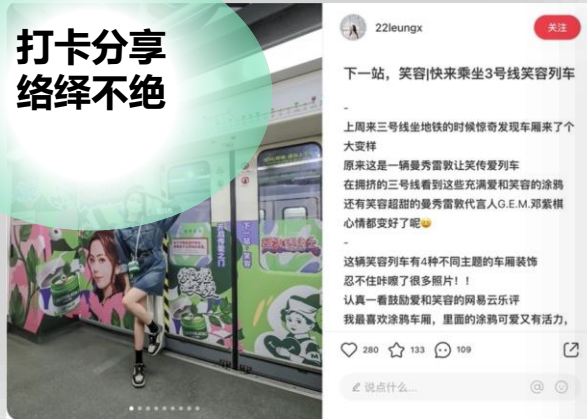 打卡分享
络绎不绝
22leungx
关注
下一站，笑容|快来乘坐3号线笑容列车
-
上周来三号线坐地铁的时候惊奇发现车厢来了个
大变样
原来这是一辆曼秀雷敦让笑传爱列车
在拥挤的三号线看到这些充满爱和笑容的涂鸦
还有笑容超甜的曼秀雷敦代言人G.E.M.邓紫棋
心情都变好了呢😄
-
这辆笑容列车有4种不同主题的车厢装饰
忍不住咔嚓了很多照片！！
认真一看鼓励爱和笑容的网易云乐评
我最喜欢涂鸦车厢，里面的涂鸦可爱又有活力，
280
133
109
说点什么...
下一站·笑容